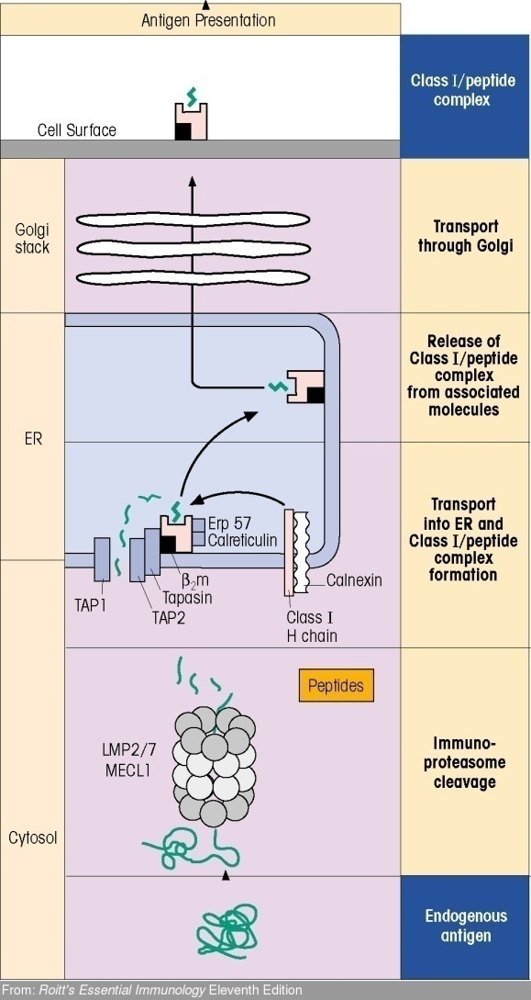 Antigen Presentation
Class I/peptide
complex
Cell Surface
Golgi
stack
Transport
through Golgi
Release of
Class I/peptide
complex
from associated
molecules
ER
Transport
into ER and
Class I/peptide
complex
formation
Erp 57
Calreticulin
β₂m
Tapasin
TAP1
TAP2
Calnexin
Class I
H chain
Peptides
LMP2/7
MECL1
Immuno-
proteasome
cleavage
Cytosol
Endogenous
antigen
From: Roitt's Essential Immunology Eleventh Edition